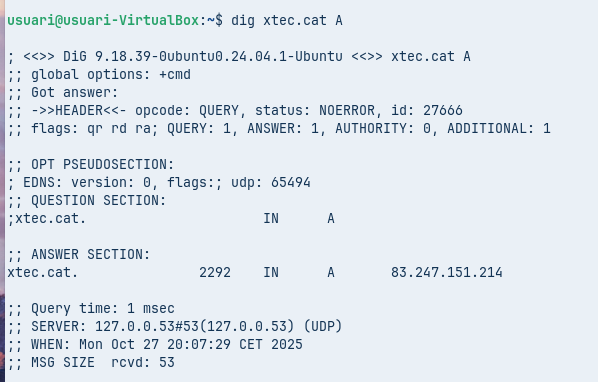 usuari@usuari-VirtualBox:~$ dig xtec.cat A
; <<>> DiG 9.18.39-0ubuntu0.24.04.1-Ubuntu <<>> xtec.cat A
;; global options: +cmd
;; Got answer:
;; ->>HEADER<<- opcode: QUERY, status: NOERROR, id: 27666
;; flags: qr rd ra; QUERY: 1, ANSWER: 1, AUTHORITY: 0, ADDITIONAL: 1
;; OPT PSEUDOSECTION:
; EDNS: version: 0, flags:; udp: 65494
;; QUESTION SECTION:
;xtec.cat. IN A
;; ANSWER SECTION:
xtec.cat. 2292 IN A 83.247.151.214
;; Query time: 1 msec
;; SERVER: 127.0.0.53#53(127.0.0.53) (UDP)
;; WHEN: Mon Oct 27 20:07:29 CET 2025
;; MSG SIZE rcvd: 53